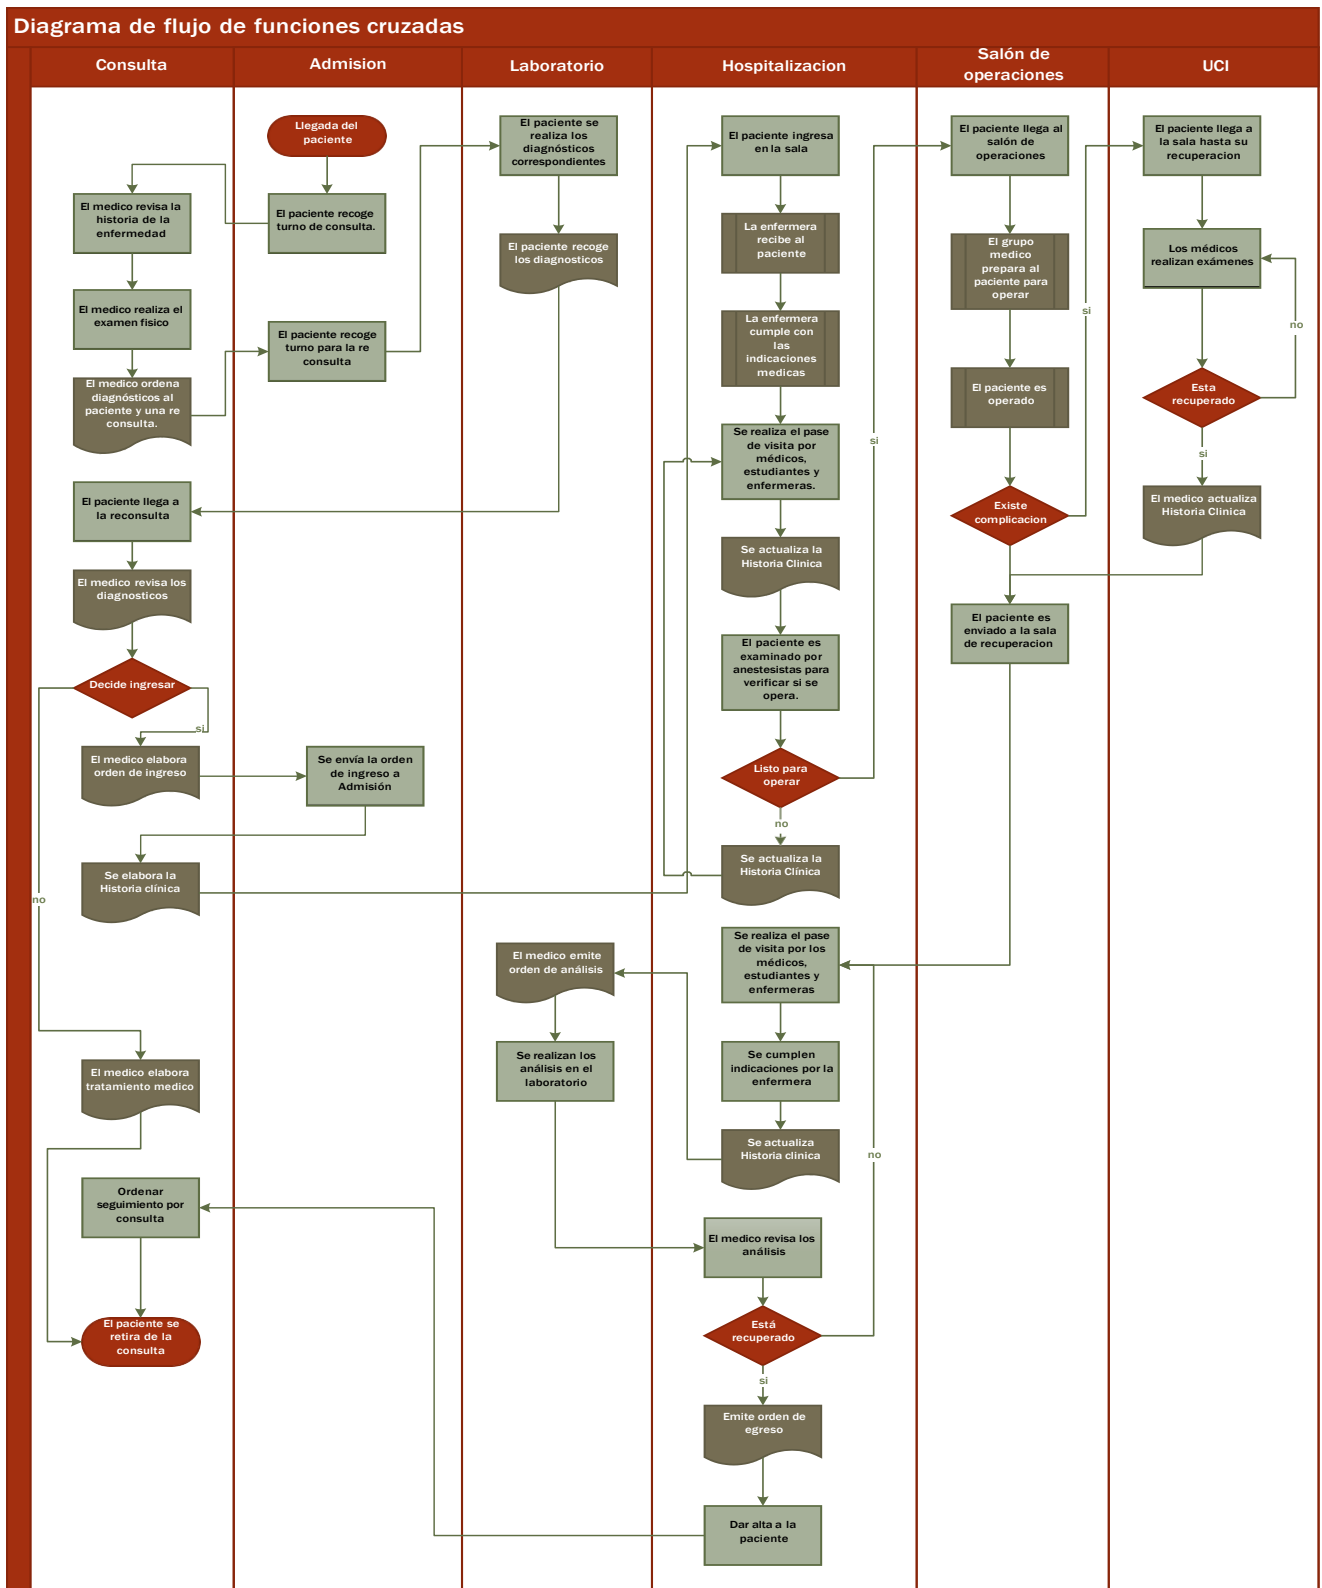 Diagrama de flujo de funciones cruzadas
Consulta
Admision
Laboratorio
Hospitalizacion
Salón de
operaciones
UCI
El medico revisa la
historia de la
enfermedad
El medico realiza el
examen fisico
El medico ordena
diagnósticos al
paciente y una re
consulta.
El paciente llega a
la reconsulta
El medico revisa los
diagnosticos
Decide ingresar
si
El medico elabora
orden de ingreso
Se elabora la
Historia clínica
no
El medico elabora
tratamiento medico
Ordenar
seguimiento por
consulta
El paciente se
retira de la
consulta
Llegada del
paciente
El paciente recoge
turno de consulta.
El paciente recoge
turno para la re
consulta
Se envía la orden
de ingreso a
Admisión
El paciente se
realiza los
diagnósticos
correspondientes
El paciente recoge
los diagnosticos
El medico emite
orden de análisis
Se realizan los
análisis en el
laboratorio
El paciente ingresa
en la sala
La enfermera
recibe al
paciente
La enfermera
cumple con
las
indicaciones
medicas
Se realiza el pase
de visita por
médicos,
estudiantes y
enfermeras.
Se actualiza la
Historia Clinica
El paciente es
examinado por
anestesistas para
verificar si se
opera.
Listo para
operar
si
no
Se actualiza la
Historia Clínica
Se realiza el pase
de visita por los
médicos,
estudiantes y
enfermeras
Se cumplen
indicaciones por la
enfermera
Se actualiza
Historia clinica
no
El medico revisa los
análisis
Está
recuperado
si
Emite orden de
egreso
Dar alta a la
paciente
El paciente llega al
salón de
operaciones
El grupo
medico
prepara al
paciente para
operar
El paciente es
operado
Existe
complicacion
si
El paciente es
enviado a la sala
de recuperacion
El paciente llega a
la sala hasta su
recuperacion
Los médicos
realizan exámenes
no
Esta
recuperado
si
El medico actualiza
Historia Clinica